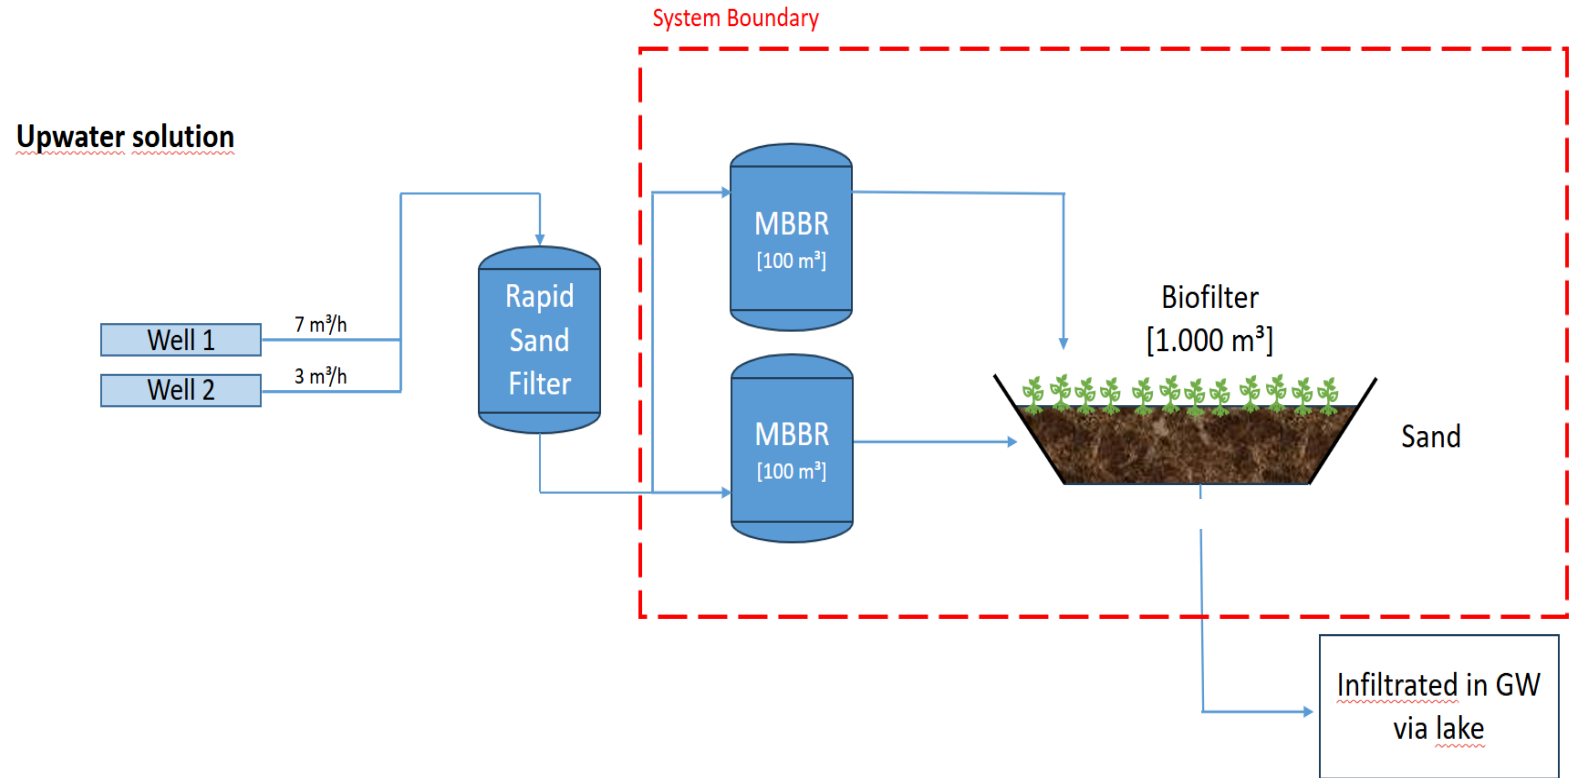 System Boundary
Upwater solution
MBBR
[100 m³]
Rapid
Sand
Filter
Biofilter
[1.000 m³]
7 m³/h
Well 1
3 m³/h
Well 2
MBBR
[100 m³]
Sand
Infiltrated in GW
via lake